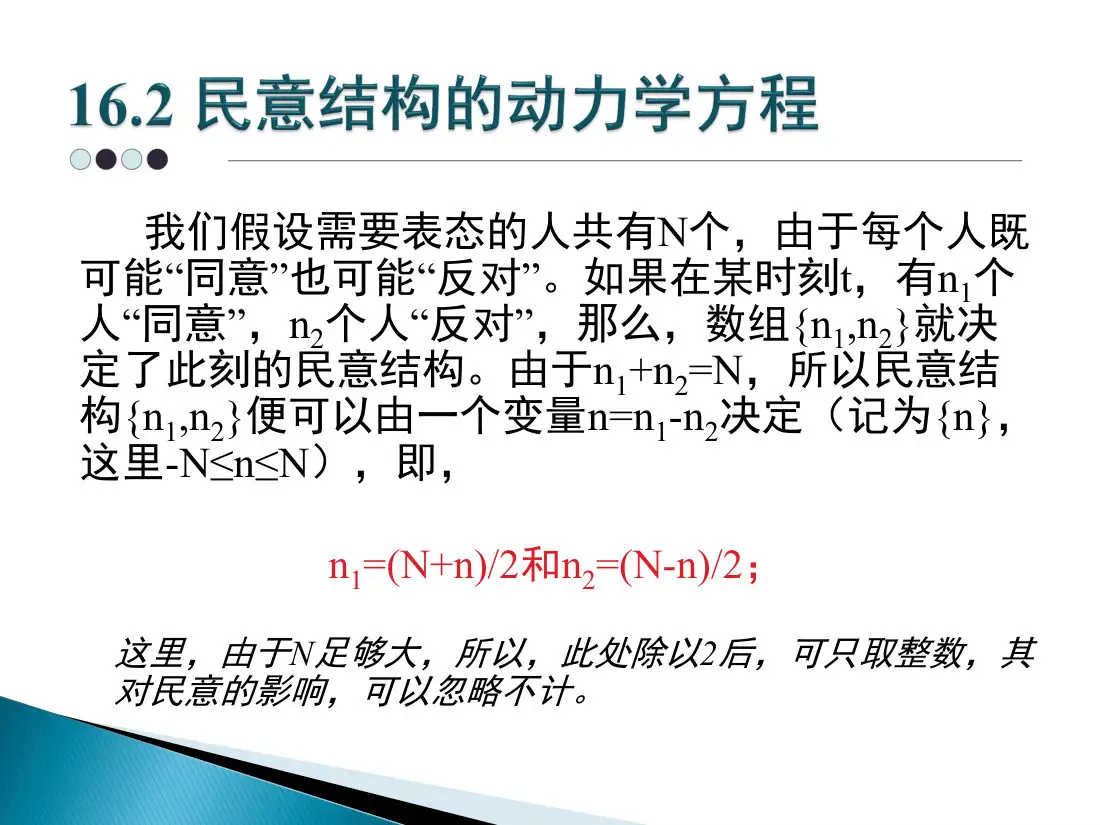 16.2 民意结构的动力学方程
我们假设需要表态的人共有N个，由于每个人既
可能“同意”也可能“反对”。如果在某时刻t，有n₁个
人“同意”，n₂个人“反对”，那么，数组{n₁,n₂}就决
定了此刻的民意结构。由于n₁+n₂=N，所以民意结
构{n₁,n₂}便可以由一个变量n=n₁-n₂决定（记为{n}，
这里-N≤n≤N），即，
n₁=(N+n)/2和n₂=(N-n)/2；
这里，由于N足够大，所以，此处除以2后，可只取整数，其
对民意的影响，可以忽略不计。